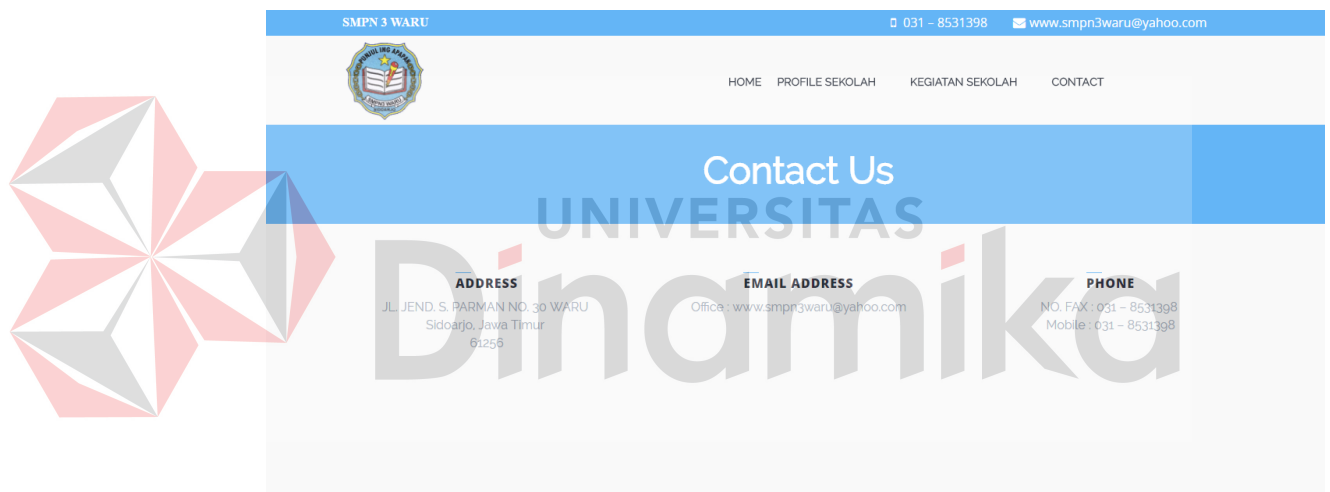 SMPN 3 WARU
031 – 8531398
www.smpn3waru@yahoo.com
HOME PROFILE SEKOLAH KEGIATAN SEKOLAH CONTACT
Contact Us
UNIVERSITAS
Dinamika
ADDRESS
JL. JEND. S. PARMAN NO. 30 WARU
Sidoarjo, Jawa Timur
61256
EMAIL ADDRESS
Office : www.smpn3waru@yahoo.com
PHONE
NO. FAX : 031 – 8531398
Mobile : 031 – 8531398